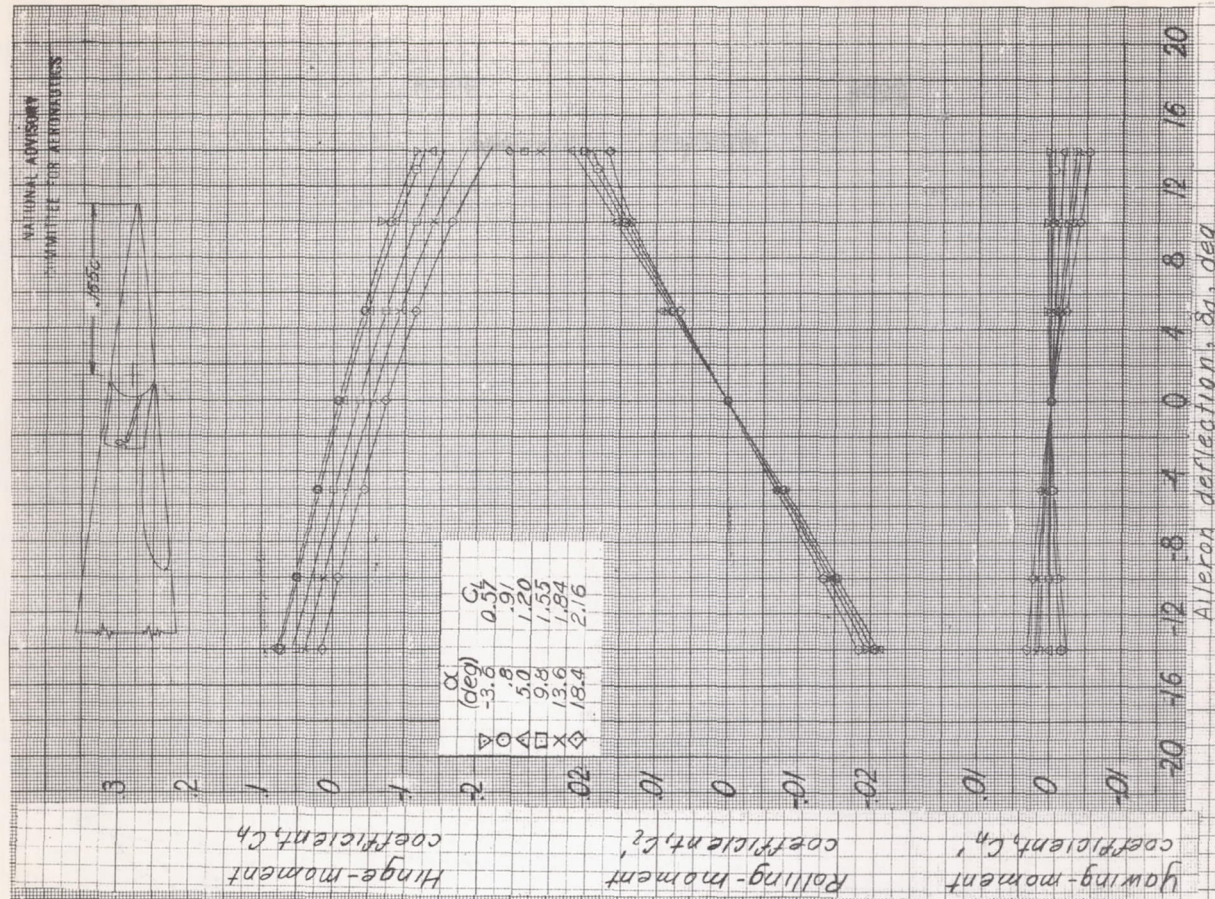 NATIONAL ADVISORY
COMMITTEE FOR AERONAUTICS
.155c
α
(deg)
CL
-3.6 0.57
.8 .91
5.0 1.20
9.8 1.55
13.6 1.84
18.4 2.16
Hinge-moment
coefficient, Ch
.3
.2
.1
0
-.1
-.2
Rolling-moment
coefficient, Cl'
.02
.01
0
-.01
-.02
Yawing-moment
coefficient, Cn'
.01
0
-.01
-20 -16 -12 -8 -4 0 4 8 12 16 20
Aileron deflection, δa, deg